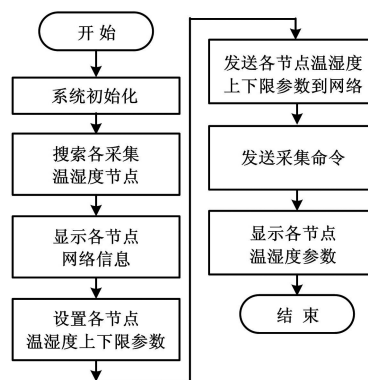 开 始
系统初始化
搜索各采集
温湿度节点
显示各节点
网络信息
设置各节点
温湿度上下限参数
发送各节点温湿度
上下限参数到网络
发送采集命令
显示各节点
温湿度参数
结 束